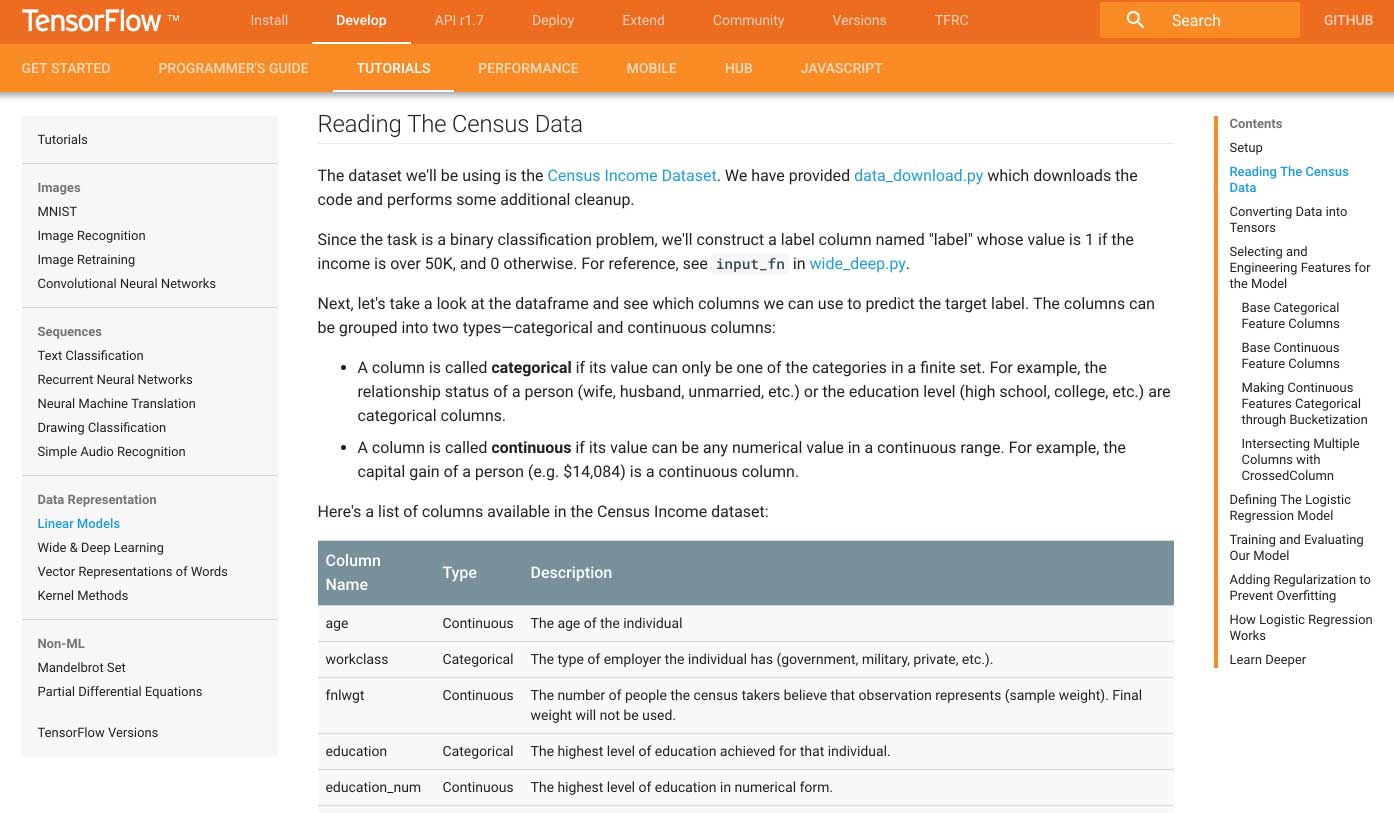 TensorFlow ™ Install Develop API r1.7 Deploy Extend Community Versions TFRC Search GITHUB
GET STARTED PROGRAMMER'S GUIDE TUTORIALS PERFORMANCE MOBILE HUB JAVASCRIPT
Tutorials
Images
MNIST
Image Recognition
Image Retraining
Convolutional Neural Networks
Sequences
Text Classification
Recurrent Neural Networks
Neural Machine Translation
Drawing Classification
Simple Audio Recognition
Data Representation
Linear Models
Wide & Deep Learning
Vector Representations of Words
Kernel Methods
Non-ML
Mandelbrot Set
Partial Differential Equations
TensorFlow Versions
Reading The Census Data
The dataset we'll be using is the Census Income Dataset. We have provided data_download.py which downloads the
code and performs some additional cleanup.
Since the task is a binary classification problem, we'll construct a label column named "label" whose value is 1 if the
income is over 50K, and 0 otherwise. For reference, see input_fn in wide_deep.py.
Next, let's take a look at the dataframe and see which columns we can use to predict the target label. The columns can
be grouped into two types—categorical and continuous columns:
• A column is called categorical if its value can only be one of the categories in a finite set. For example, the
relationship status of a person (wife, husband, unmarried, etc.) or the education level (high school, college, etc.) are
categorical columns.
• A column is called continuous if its value can be any numerical value in a continuous range. For example, the
capital gain of a person (e.g. $14,084) is a continuous column.
Here's a list of columns available in the Census Income dataset:
Column
Name
Type Description
age Continuous The age of the individual
workclass Categorical The type of employer the individual has (government, military, private, etc.).
fnlwgt Continuous The number of people the census takers believe that observation represents (sample weight). Final
weight will not be used.
education Categorical The highest level of education achieved for that individual.
education_num Continuous The highest level of education in numerical form.
Contents
Setup
Reading The Census
Data
Converting Data into
Tensors
Selecting and
Engineering Features for
the Model
Base Categorical
Feature Columns
Base Continuous
Feature Columns
Making Continuous
Features Categorical
through Bucketization
Intersecting Multiple
Columns with
CrossedColumn
Defining The Logistic
Regression Model
Training and Evaluating
Our Model
Adding Regularization to
Prevent Overfitting
How Logistic Regression
Works
Learn Deeper